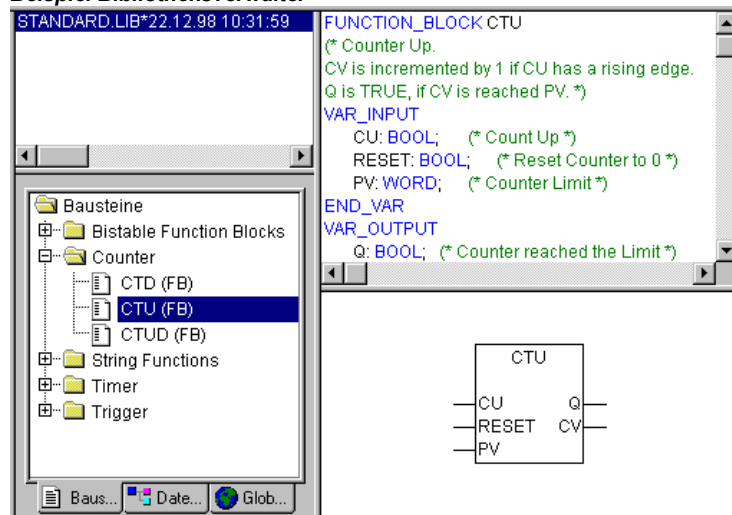 Beispiel Bibliotheksverwalter
STANDARD.LIB*22.12.98 10:31:59
Bausteine
Bistable Function Blocks
Counter
CTD (FB)
CTU (FB)
CTUD (FB)
String Functions
Timer
Trigger
Baus...
Date...
Glob...
FUNCTION_BLOCK CTU
(* Counter Up.
CV is incremented by 1 if CU has a rising edge.
Q is TRUE, if CV is reached PV. *)
VAR_INPUT
CU: BOOL; (* Count Up *)
RESET: BOOL; (* Reset Counter to 0 *)
PV: WORD; (* Counter Limit *)
END_VAR
VAR_OUTPUT
Q: BOOL; (* Counter reached the Limit *)
CTU
CU Q
RESET CV
PV